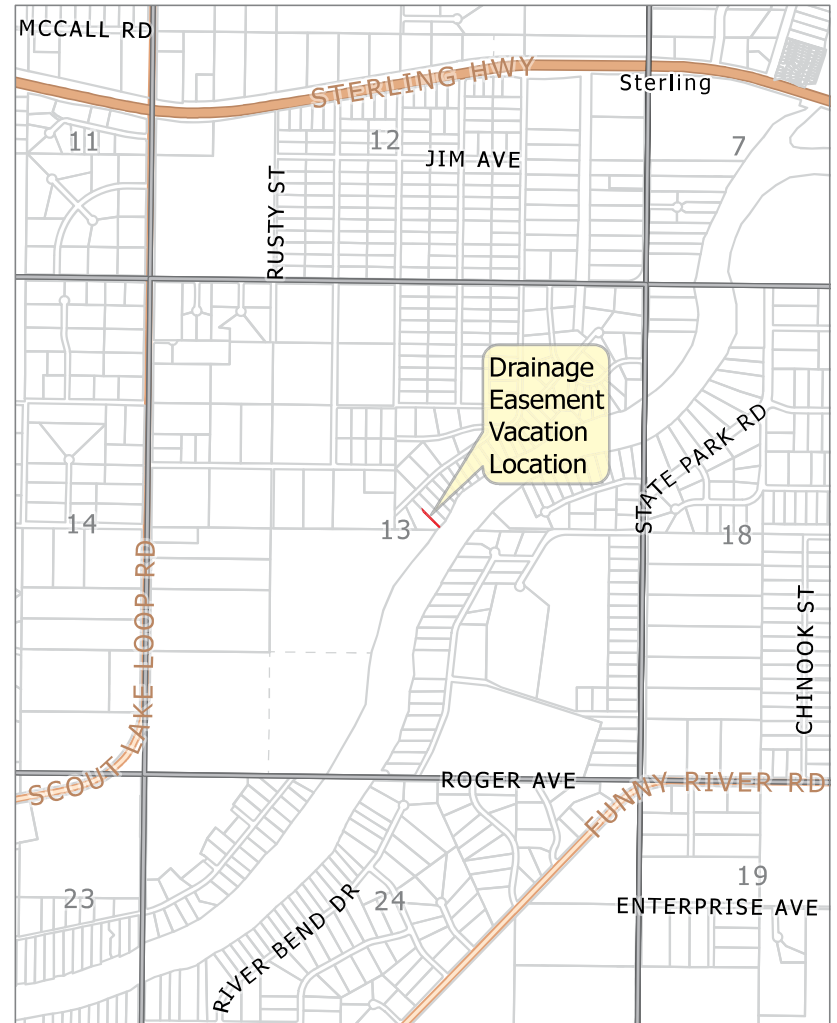 MCCALL RD
STERLING HWY
Sterling
11
12
7
JIM AVE
RUSTY ST
Drainage
Easement
Vacation
Location
STATE PARK RD
14
13
18
SCOUT LAKE LOOP RD
CHINOOK ST
ROGER AVE
FUNNY RIVER RD
23
24
19
RIVER BEND DR
ENTERPRISE AVE